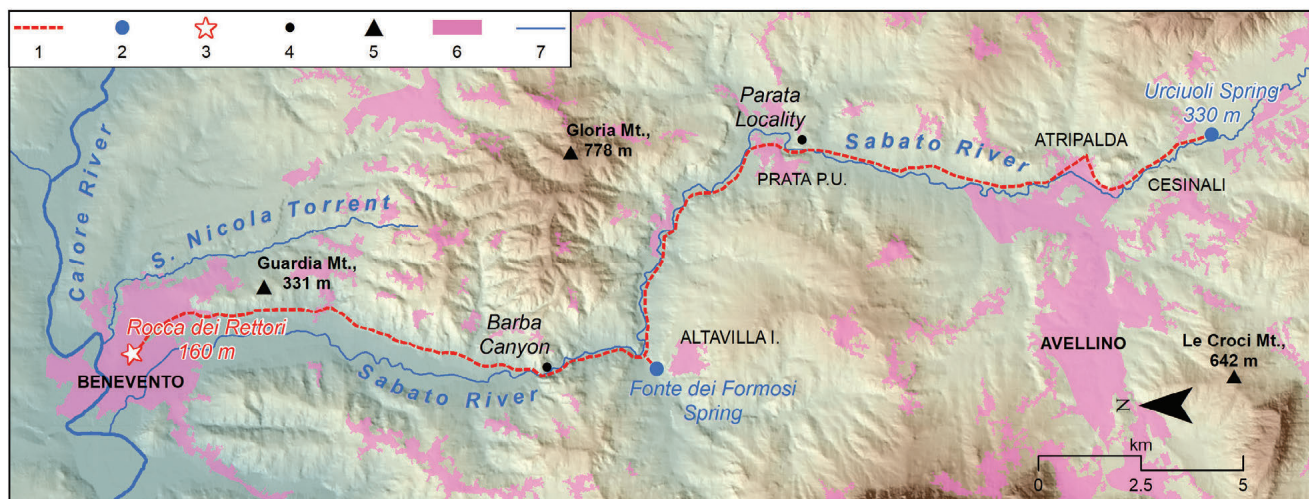 1 2 3 4 5 6 7
Calore River
S. Nicola Torrent
Gloria Mt.,
778 m
Parata
Locality
Sabato River
Urciuoli Spring
330 m
ATRIPALDA
PRATA P.U.
CESINALI
Guardia Mt.,
331 m
Rocca dei Rettori
160 m
BENEVENTO
Barba
Canyon
Sabato River
ALTAVILLA I.
Fonte dei Formosi
Spring
AVELLINO
Le Croci Mt.,
642 m
N
km
0 2.5 5